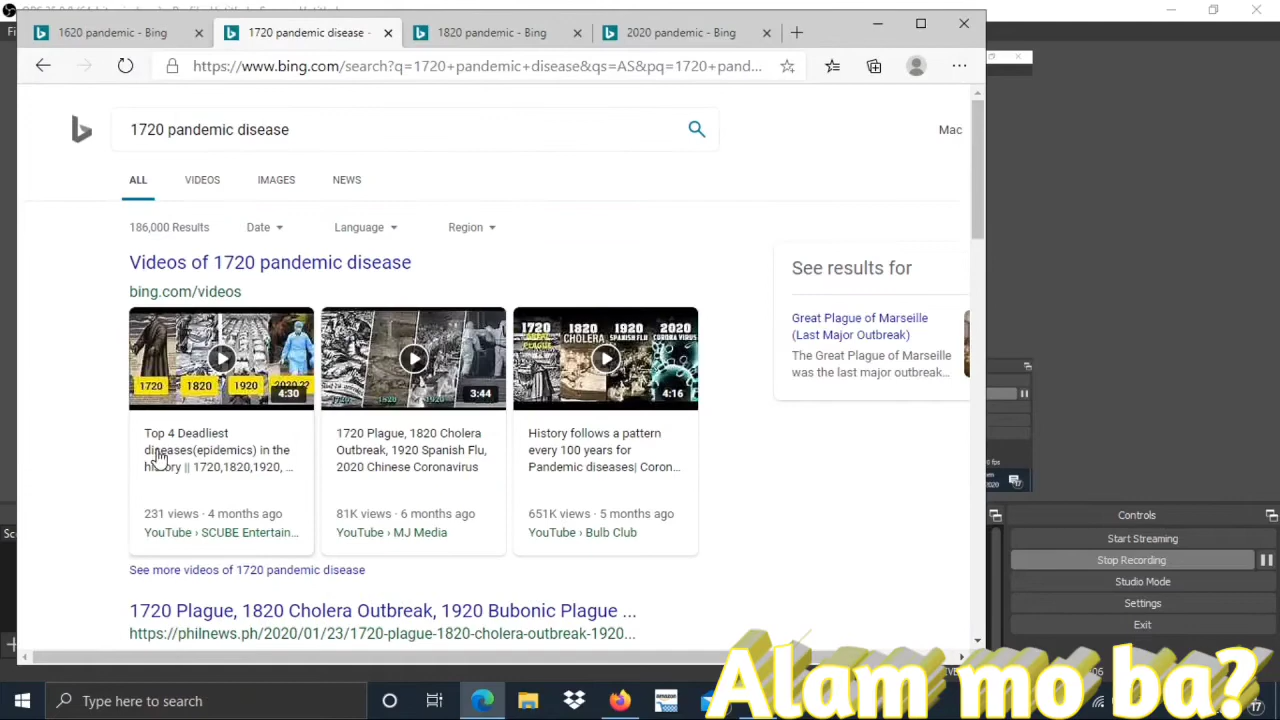 1620 pandemic - Bing
1720 pandemic disease -
1820 pandemic - Bing
2020 pandemic - Bing
https://www.bing.com/search?q=1720+pandemic+disease&qs=AS&pq=1720+pand...
1720 pandemic disease
Mac
ALL VIDEOS IMAGES NEWS
186,000 Results Date Language Region
Videos of 1720 pandemic disease
bing.com/videos
1720 1820 1920
4:30
3:44
1720 1820 1920 2020
CHOLERA SPANISH FLU CORONA VIRUS
4:16
Top 4 Deadliest
diseases(epidemics) in the
history || 1720,1820,1920, ...
231 views · 4 months ago
YouTube › SCUBE Entertain...
1720 Plague, 1820 Cholera
Outbreak, 1920 Spanish Flu,
2020 Chinese Coronavirus
81K views · 6 months ago
YouTube › MJ Media
History follows a pattern
every 100 years for
Pandemic diseases| Coron...
651K views · 5 months ago
YouTube › Bulb Club
See more videos of 1720 pandemic disease
1720 Plague, 1820 Cholera Outbreak, 1920 Bubonic Plague ...
https://philnews.ph/2020/01/23/1720-plague-1820-cholera-outbreak-1920...
See results for
Great Plague of Marseille
(Last Major Outbreak)
The Great Plague of Marseille
was the last major outbreak...
Controls
Start Streaming
Stop Recording
Studio Mode
Settings
Exit
Alam mo ba?
Type here to search